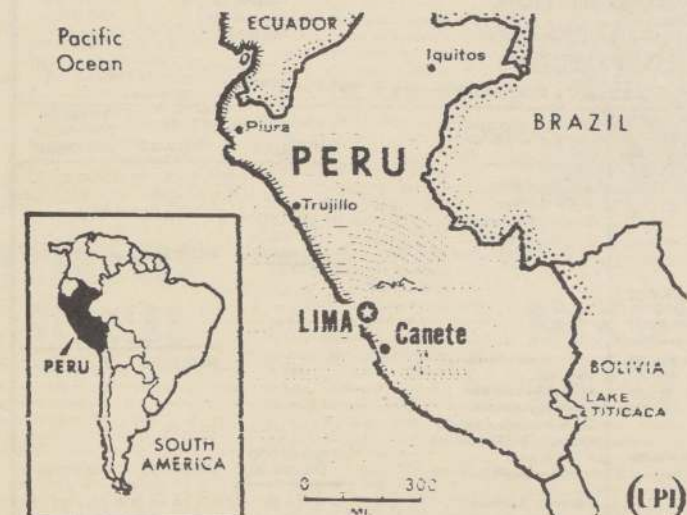 Pacific
Ocean
ECUADOR
Iquitos
BRAZIL
Piura
PERU
Trujillo
LIMA
Canete
PERU
SOUTH
AMERICA
BOLIVIA
LAKE
TITICACA
0 300
MI.
(UPI)